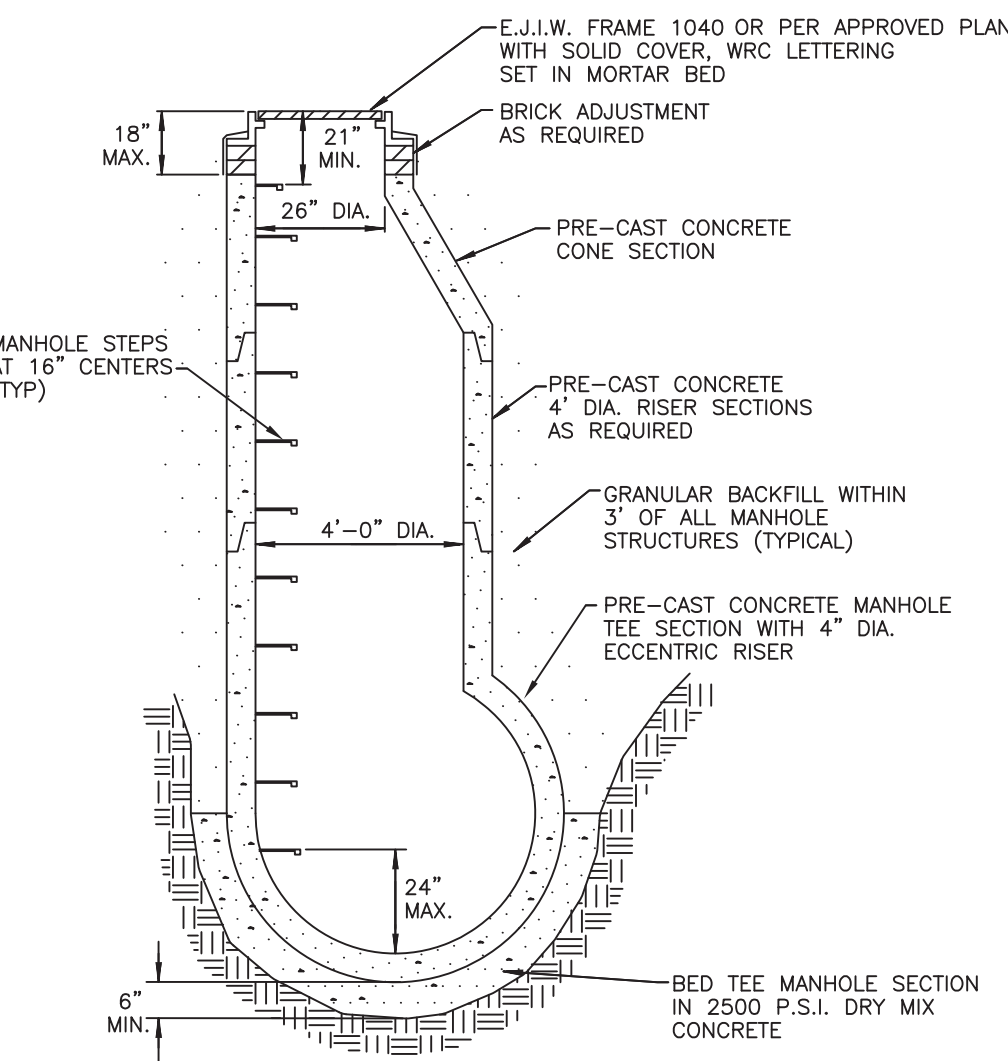 E.J.I.W. FRAME 1040 OR PER APPROVED PLAN
WITH SOLID COVER, WRC LETTERING
SET IN MORTAR BED
BRICK ADJUSTMENT
AS REQUIRED
18"
MAX.
21"
MIN.
26" DIA.
PRE-CAST CONCRETE
CONE SECTION
MANHOLE STEPS
AT 16" CENTERS
TYP)
PRE-CAST CONCRETE
4' DIA. RISER SECTIONS
AS REQUIRED
GRANULAR BACKFILL WITHIN
3' OF ALL MANHOLE
STRUCTURES (TYPICAL)
4'-0" DIA.
PRE-CAST CONCRETE MANHOLE
TEE SECTION WITH 4" DIA.
ECCENTRIC RISER
24"
MAX.
6"
MIN.
BED TEE MANHOLE SECTION
IN 2500 P.S.I. DRY MIX
CONCRETE